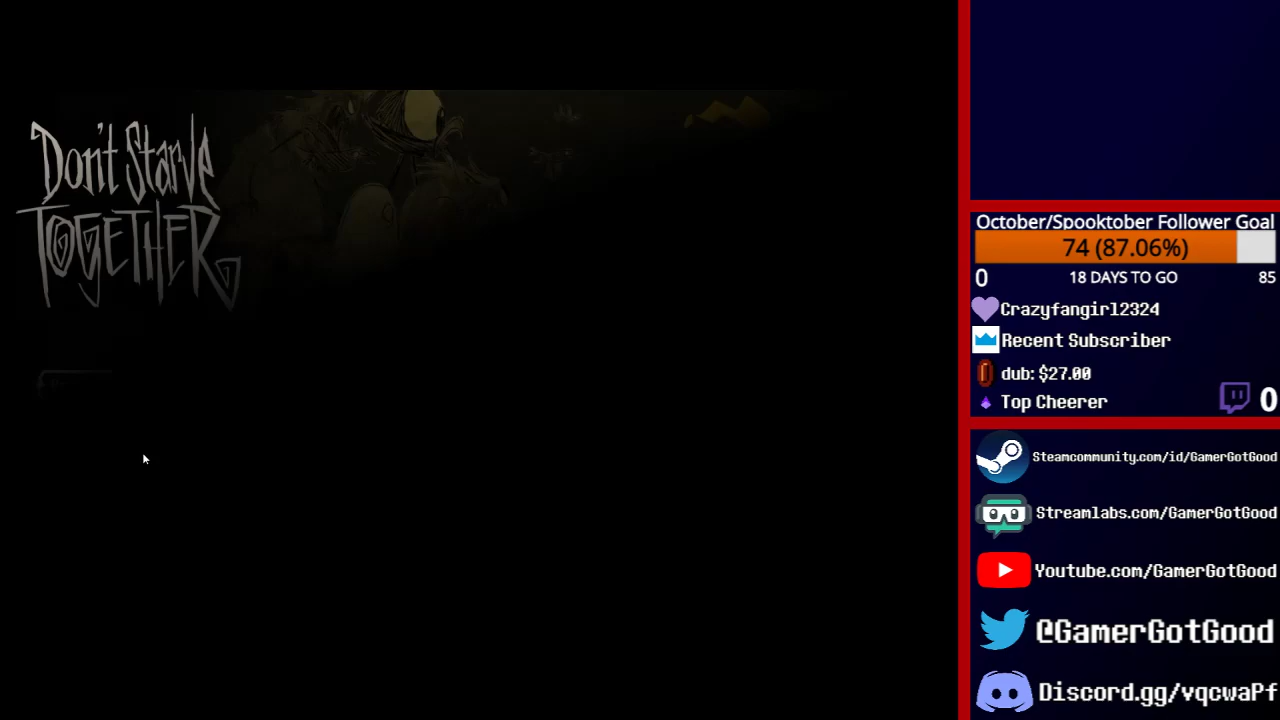 Don't Starve
TOGETHER
October/Spooktober Follower Goal
74 (87.06%)
0
18 DAYS TO GO
85
Crazyfangirl2324
Recent Subscriber
dub: $27.00
Top Cheerer
0
Steamcommunity.com/id/GamerGotGood
Streamlabs.com/GamerGotGood
Youtube.com/GamerGotGood
@GamerGotGood
Discord.gg/vqcwaPf